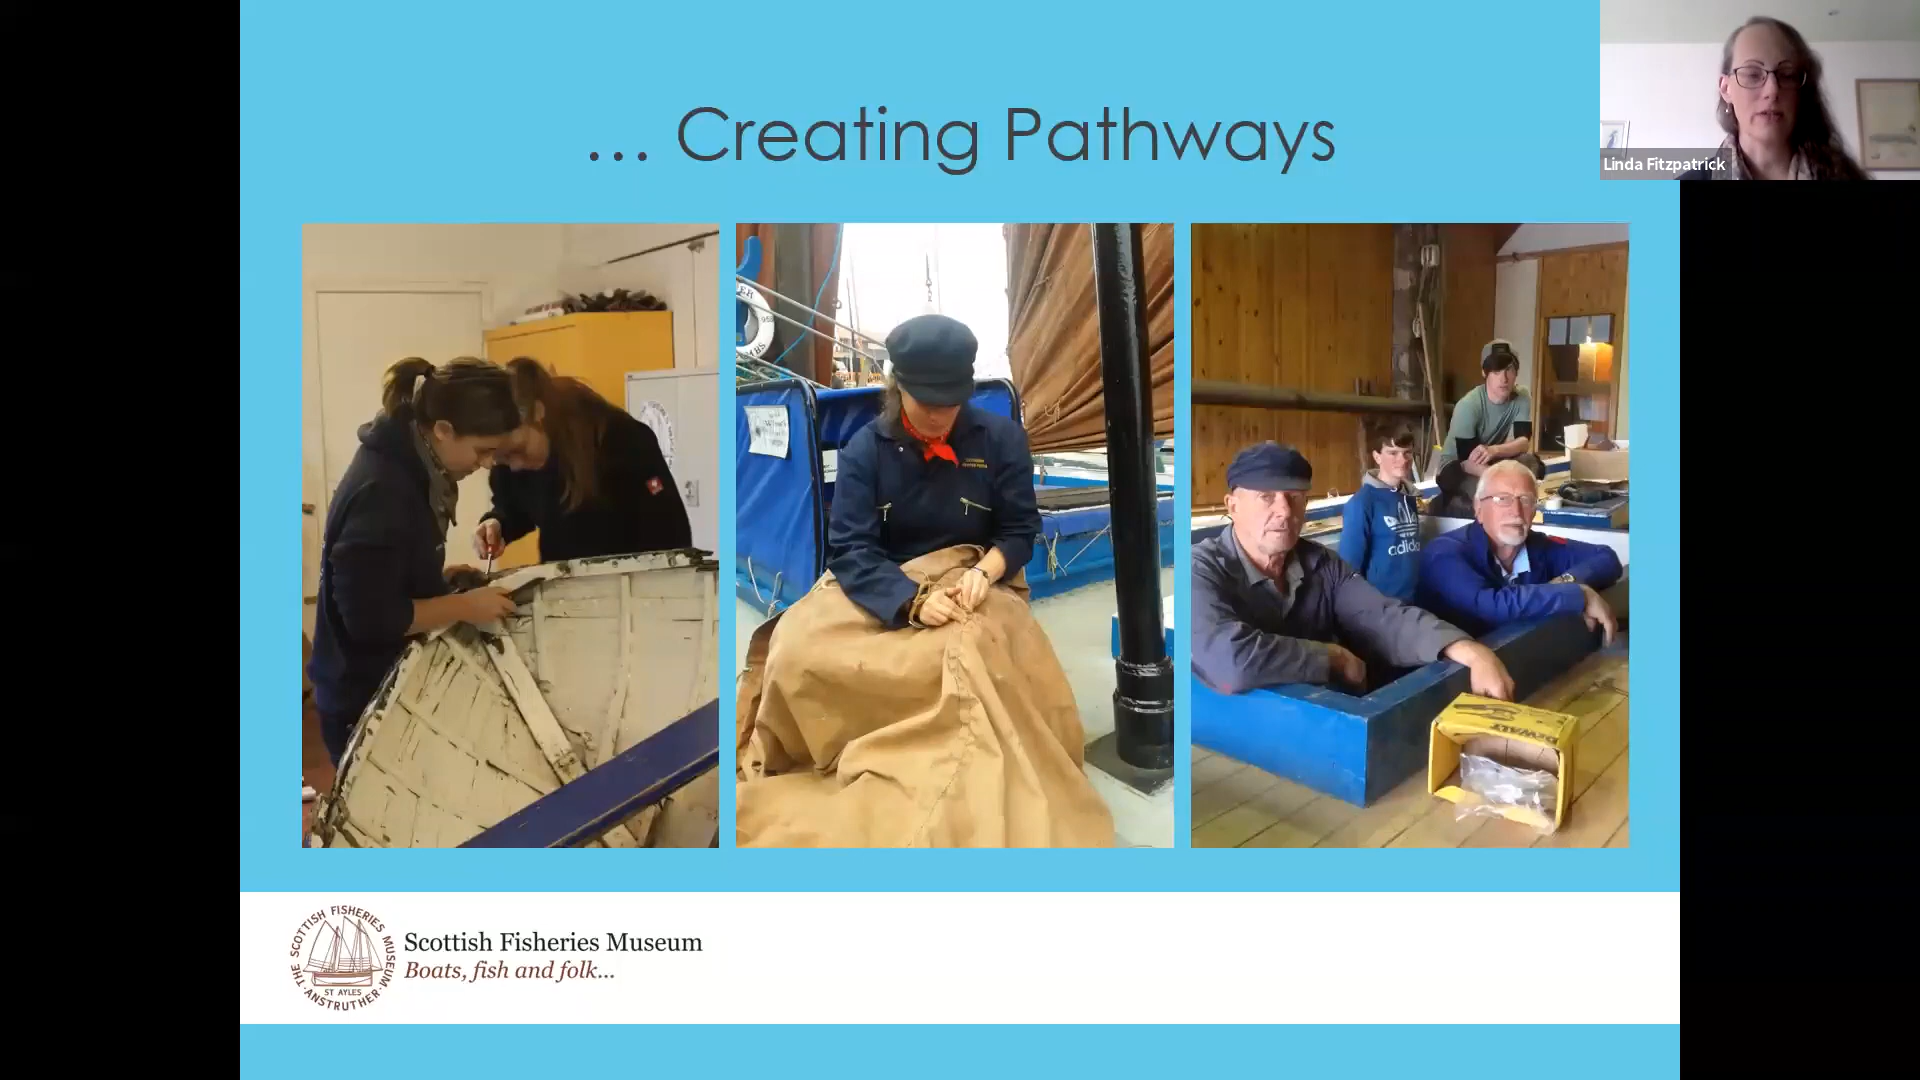 ... Creating Pathways
Linda Fitzpatrick
adidas
DEWALT
THE SCOTTISH FISHERIES MUSEUM
ST AYLES
· ANSTRUTHER ·
Scottish Fisheries Museum
Boats, fish and folk...